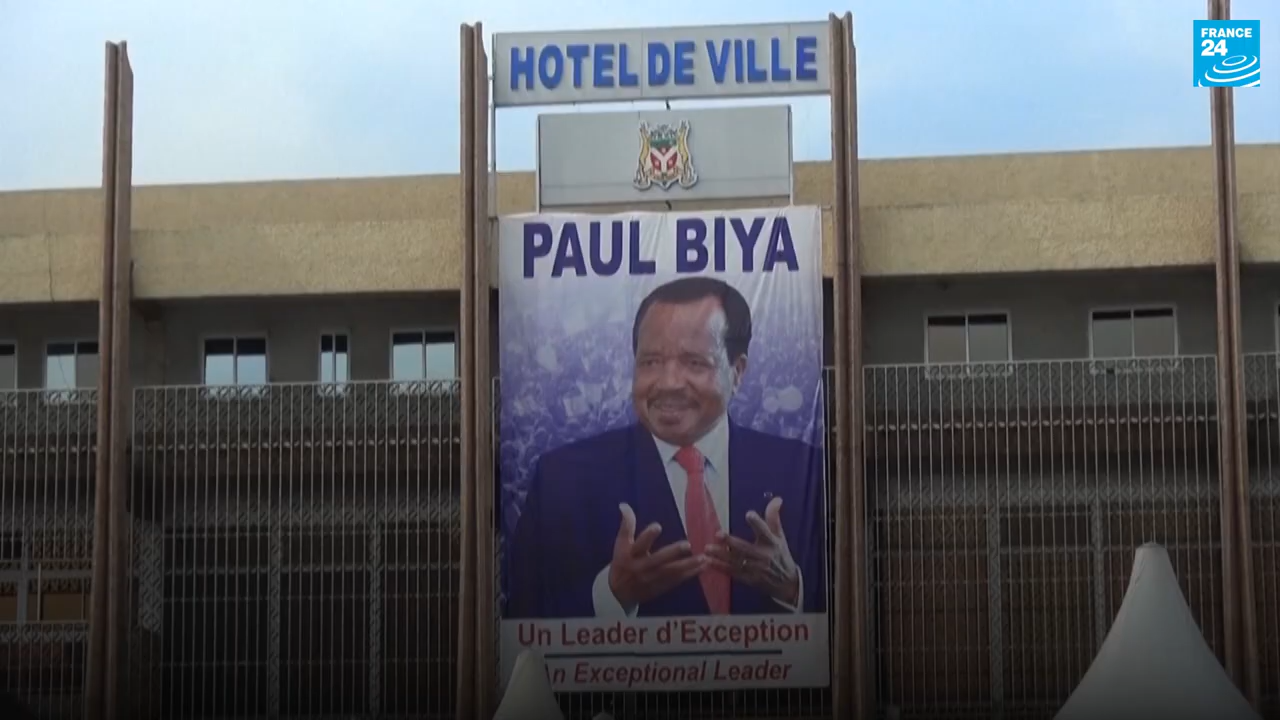 FRANCE
24
HOTEL DE VILLE
PAUL BIYA
Un Leader d'Exception
An Exceptional Leader